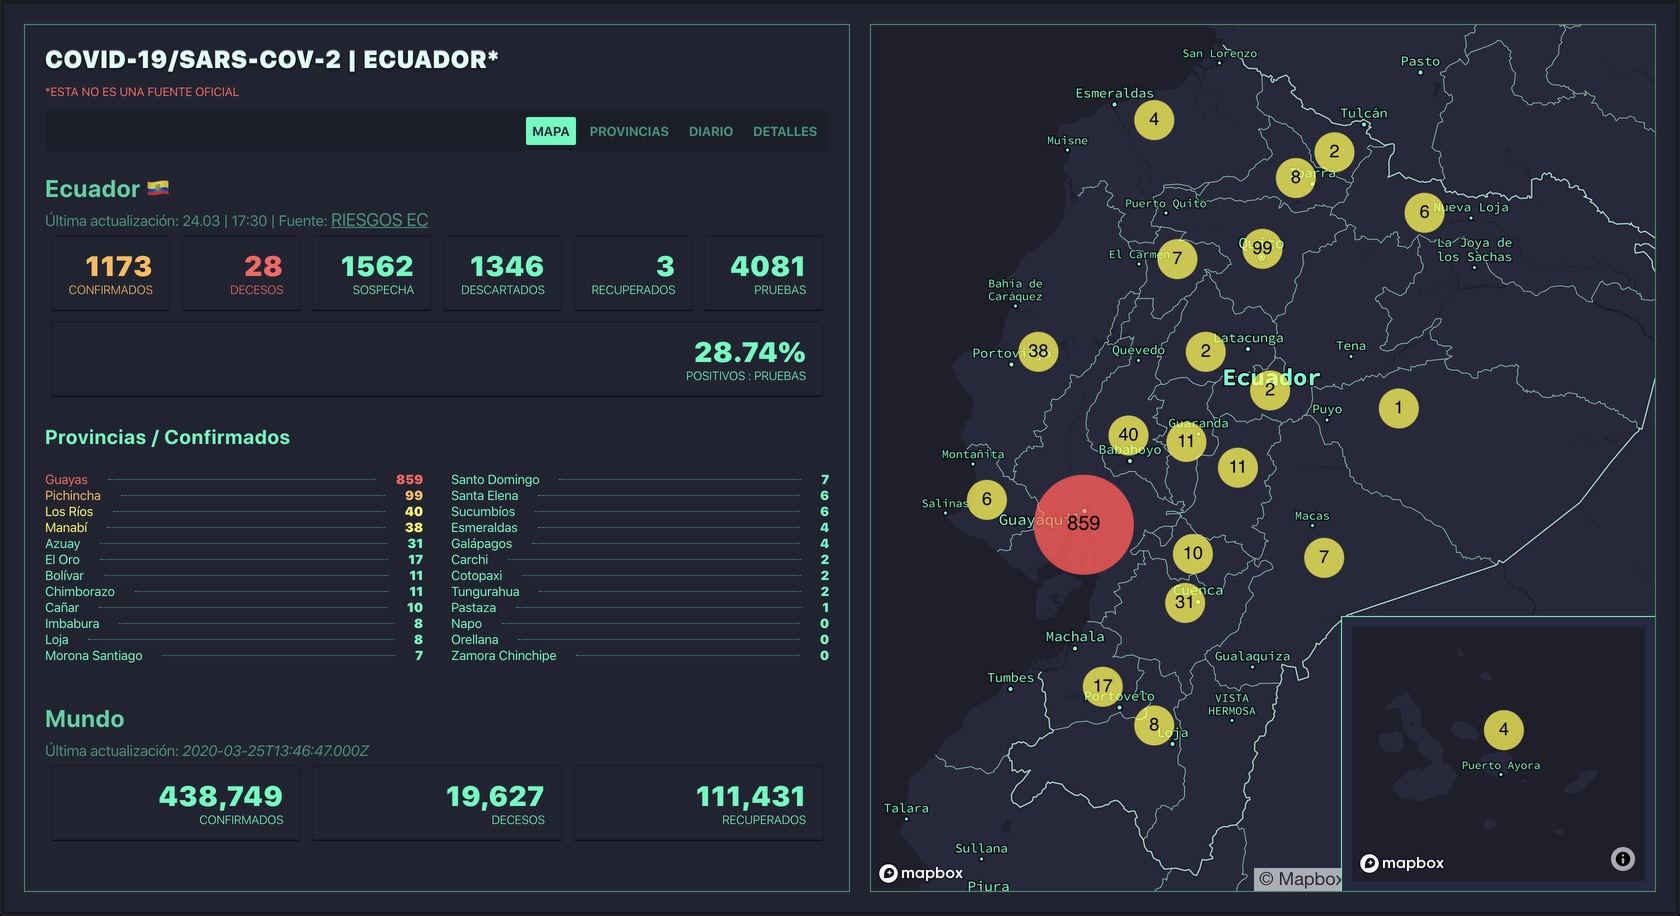 COVID-19/SARS-COV-2 | ECUADOR*
*ESTA NO ES UNA FUENTE OFICIAL
MAPA PROVINCIAS DIARIO DETALLES
Ecuador
Última actualización: 24.03 | 17:30 | Fuente: RIESGOS EC
1173 28 1562 1346 3 4081
CONFIRMADOS DECESOS SOSPECHA DESCARTADOS RECUPERADOS PRUEBAS
28.74%
POSITIVOS : PRUEBAS
Provincias / Confirmados
Guayas 859
Pichincha 99
Los Ríos 40
Manabí 38
Azuay 31
El Oro 17
Bolívar 11
Chimborazo 11
Cañar 10
Imbabura 8
Loja 8
Morona Santiago 7
Santo Domingo 7
Santa Elena 6
Sucumbíos 6
Esmeraldas 4
Galápagos 4
Carchi 2
Cotopaxi 2
Tungurahua 2
Pastaza 1
Napo 0
Orellana 0
Zamora Chinchipe 0
Mundo
Última actualización: 2020-03-25T13:46:47.000Z
438,749 19,627 111,431
CONFIRMADOS DECESOS RECUPERADOS
San Lorenzo
Pasto
Esmeraldas
4
Tulcán
Muisne
2
8
Ibarra
Puerto Quito
6
Nueva Loja
Quito
99
La Joya de
los Sachas
El Carmen
7
Bahia de
Caráquez
Portoviejo
38
Quevedo
2
Latacunga
Tena
Ecuador
2
Puyo
1
40
Guaranda
11
Babahoyo
Montañita
11
6
Salinas
Guayaquil
859
Macas
10
7
Cuenca
31
Machala
Gualaquiza
Tumbes
17
Portovelo
VISTA
HERMOSA
8
Loja
4
Puerto Ayora
Talara
Sullana
Piura
mapbox
© Mapbox
mapbox